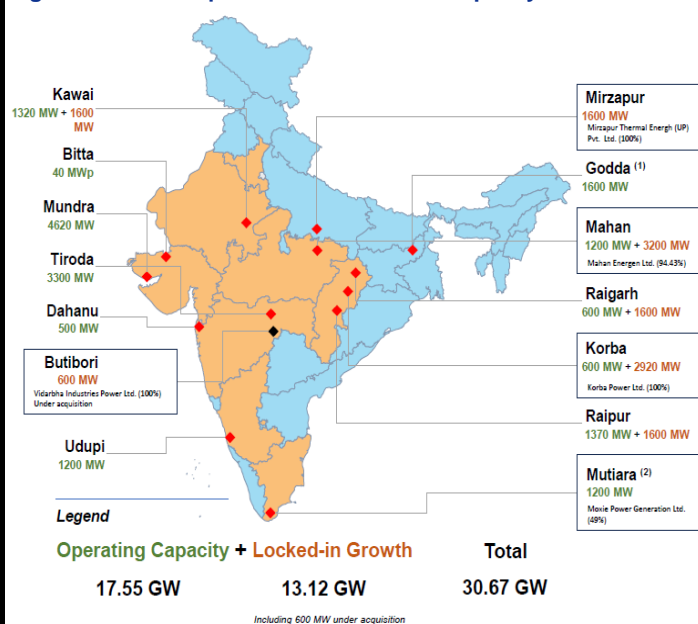 Kawai
1320 MW + 1600
MW
Bitta
40 MWp
Mundra
4620 MW
Tiroda
3300 MW
Dahanu
500 MW
Butibori
600 MW
Vidarbha Industries Power Ltd. (100%)
Under acquisition
Udupi
1200 MW
Mirzapur
1600 MW
Mirzapur Thermal Energh (UP)
Pvt. Ltd. (100%)
Godda (1)
1600 MW
Mahan
1200 MW + 3200 MW
Mahan Energen Ltd. (94.43%)
Raigarh
600 MW + 1600 MW
Korba
600 MW + 2920 MW
Korba Power Ltd. (100%)
Raipur
1370 MW + 1600 MW
Mutiara (2)
1200 MW
Moxie Power Generation Ltd.
(49%)
Legend
Operating Capacity + Locked-in Growth Total
17.55 GW 13.12 GW 30.67 GW
Including 600 MW under acquisition